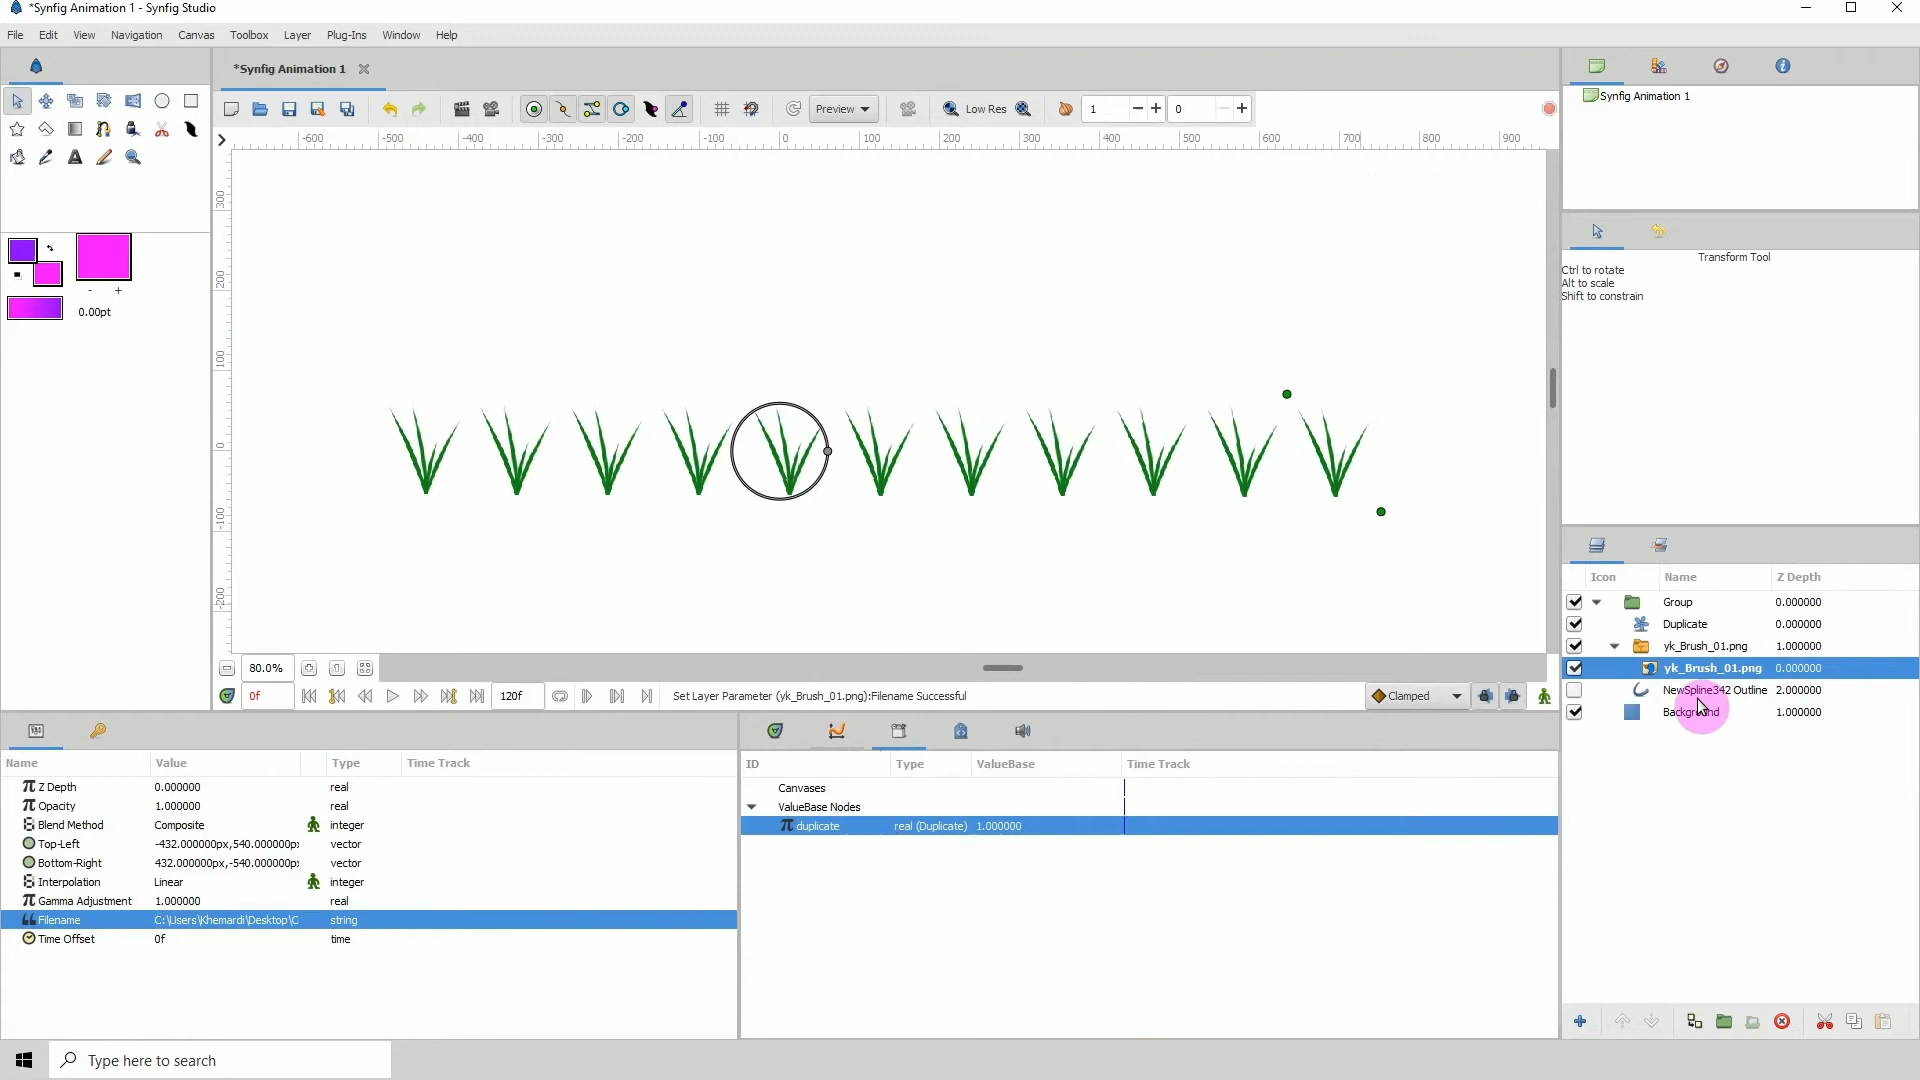 *Synfig Animation 1 - Synfig Studio
File Edit View Navigation Canvas Toolbox Layer Plug-Ins Window Help
*Synfig Animation 1
Preview Low Res 1 0
-600 -500 -400 -300 -200 -100 0 100 200 300 400 500 600 700 800 900
300
200
100
0
-100
-200
0.00pt
- +
Synfig Animation 1
Transform Tool
Ctrl to rotate
Alt to scale
Shift to constrain
Icon Name Z Depth
Group 0.000000
Duplicate 0.000000
yk_Brush_01.png 1.000000
yk_Brush_01.png 0.000000
NewSpline342 Outline 2.000000
Background 1.000000
80.0%
0f 120f Set Layer Parameter (yk_Brush_01.png):Filename Successful Clamped
Name Value Type Time Track
Z Depth 0.000000 real
Opacity 1.000000 real
Blend Method Composite integer
Top-Left -432.000000px,540.000000px vector
Bottom-Right 432.000000px,-540.000000px vector
Interpolation Linear integer
Gamma Adjustment 1.000000 real
Filename C:\Users\Khemardi\Desktop\C string
Time Offset 0f time
ID Type ValueBase Time Track
Canvases
ValueBase Nodes
duplicate real (Duplicate) 1.000000
Type here to search